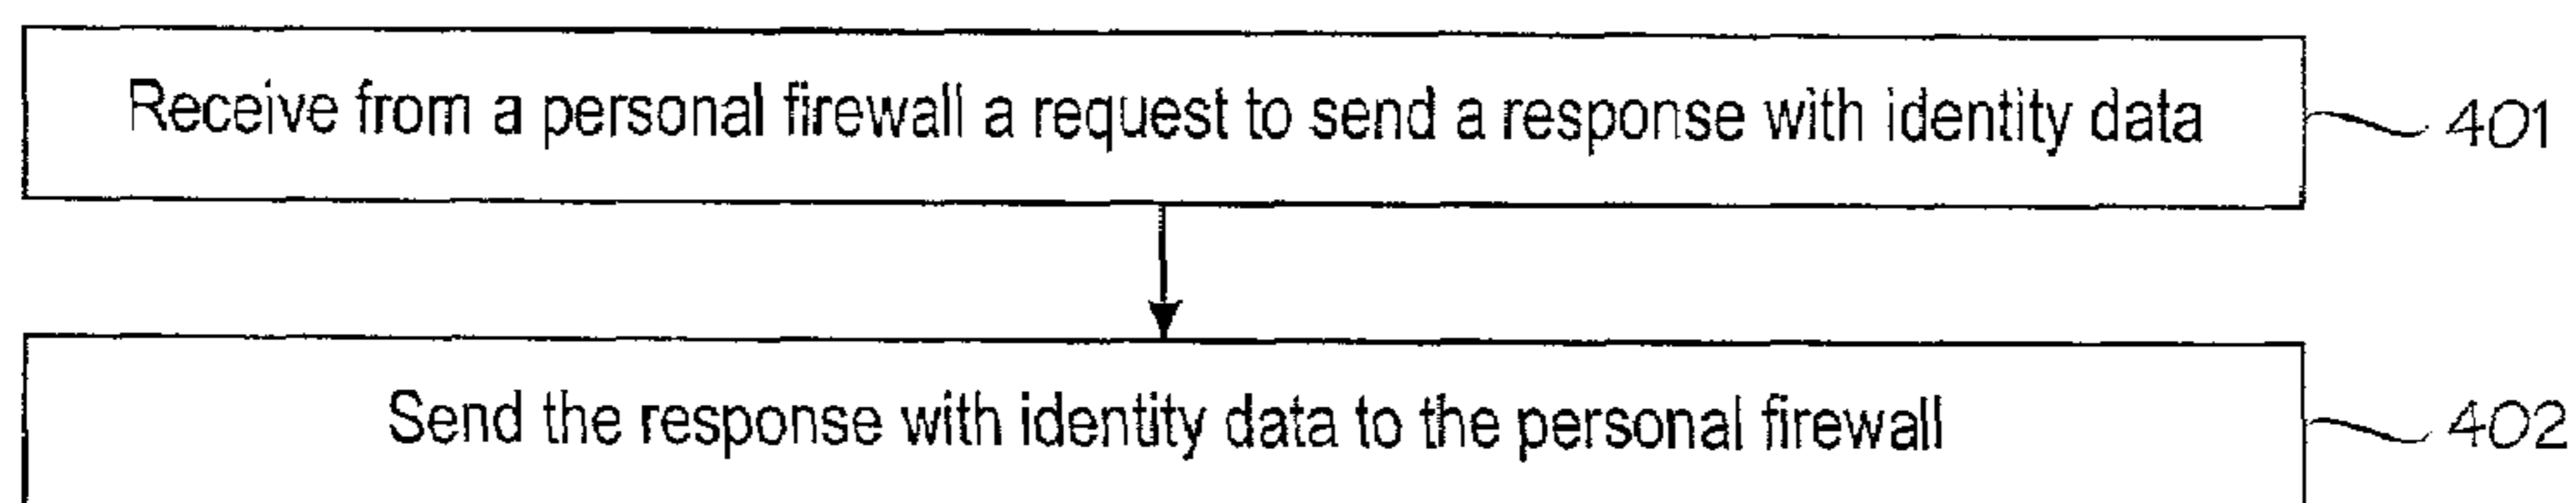 Receive from a personal firewall a request to send a response with identity data
401
Send the response with identity data to the personal firewall
402